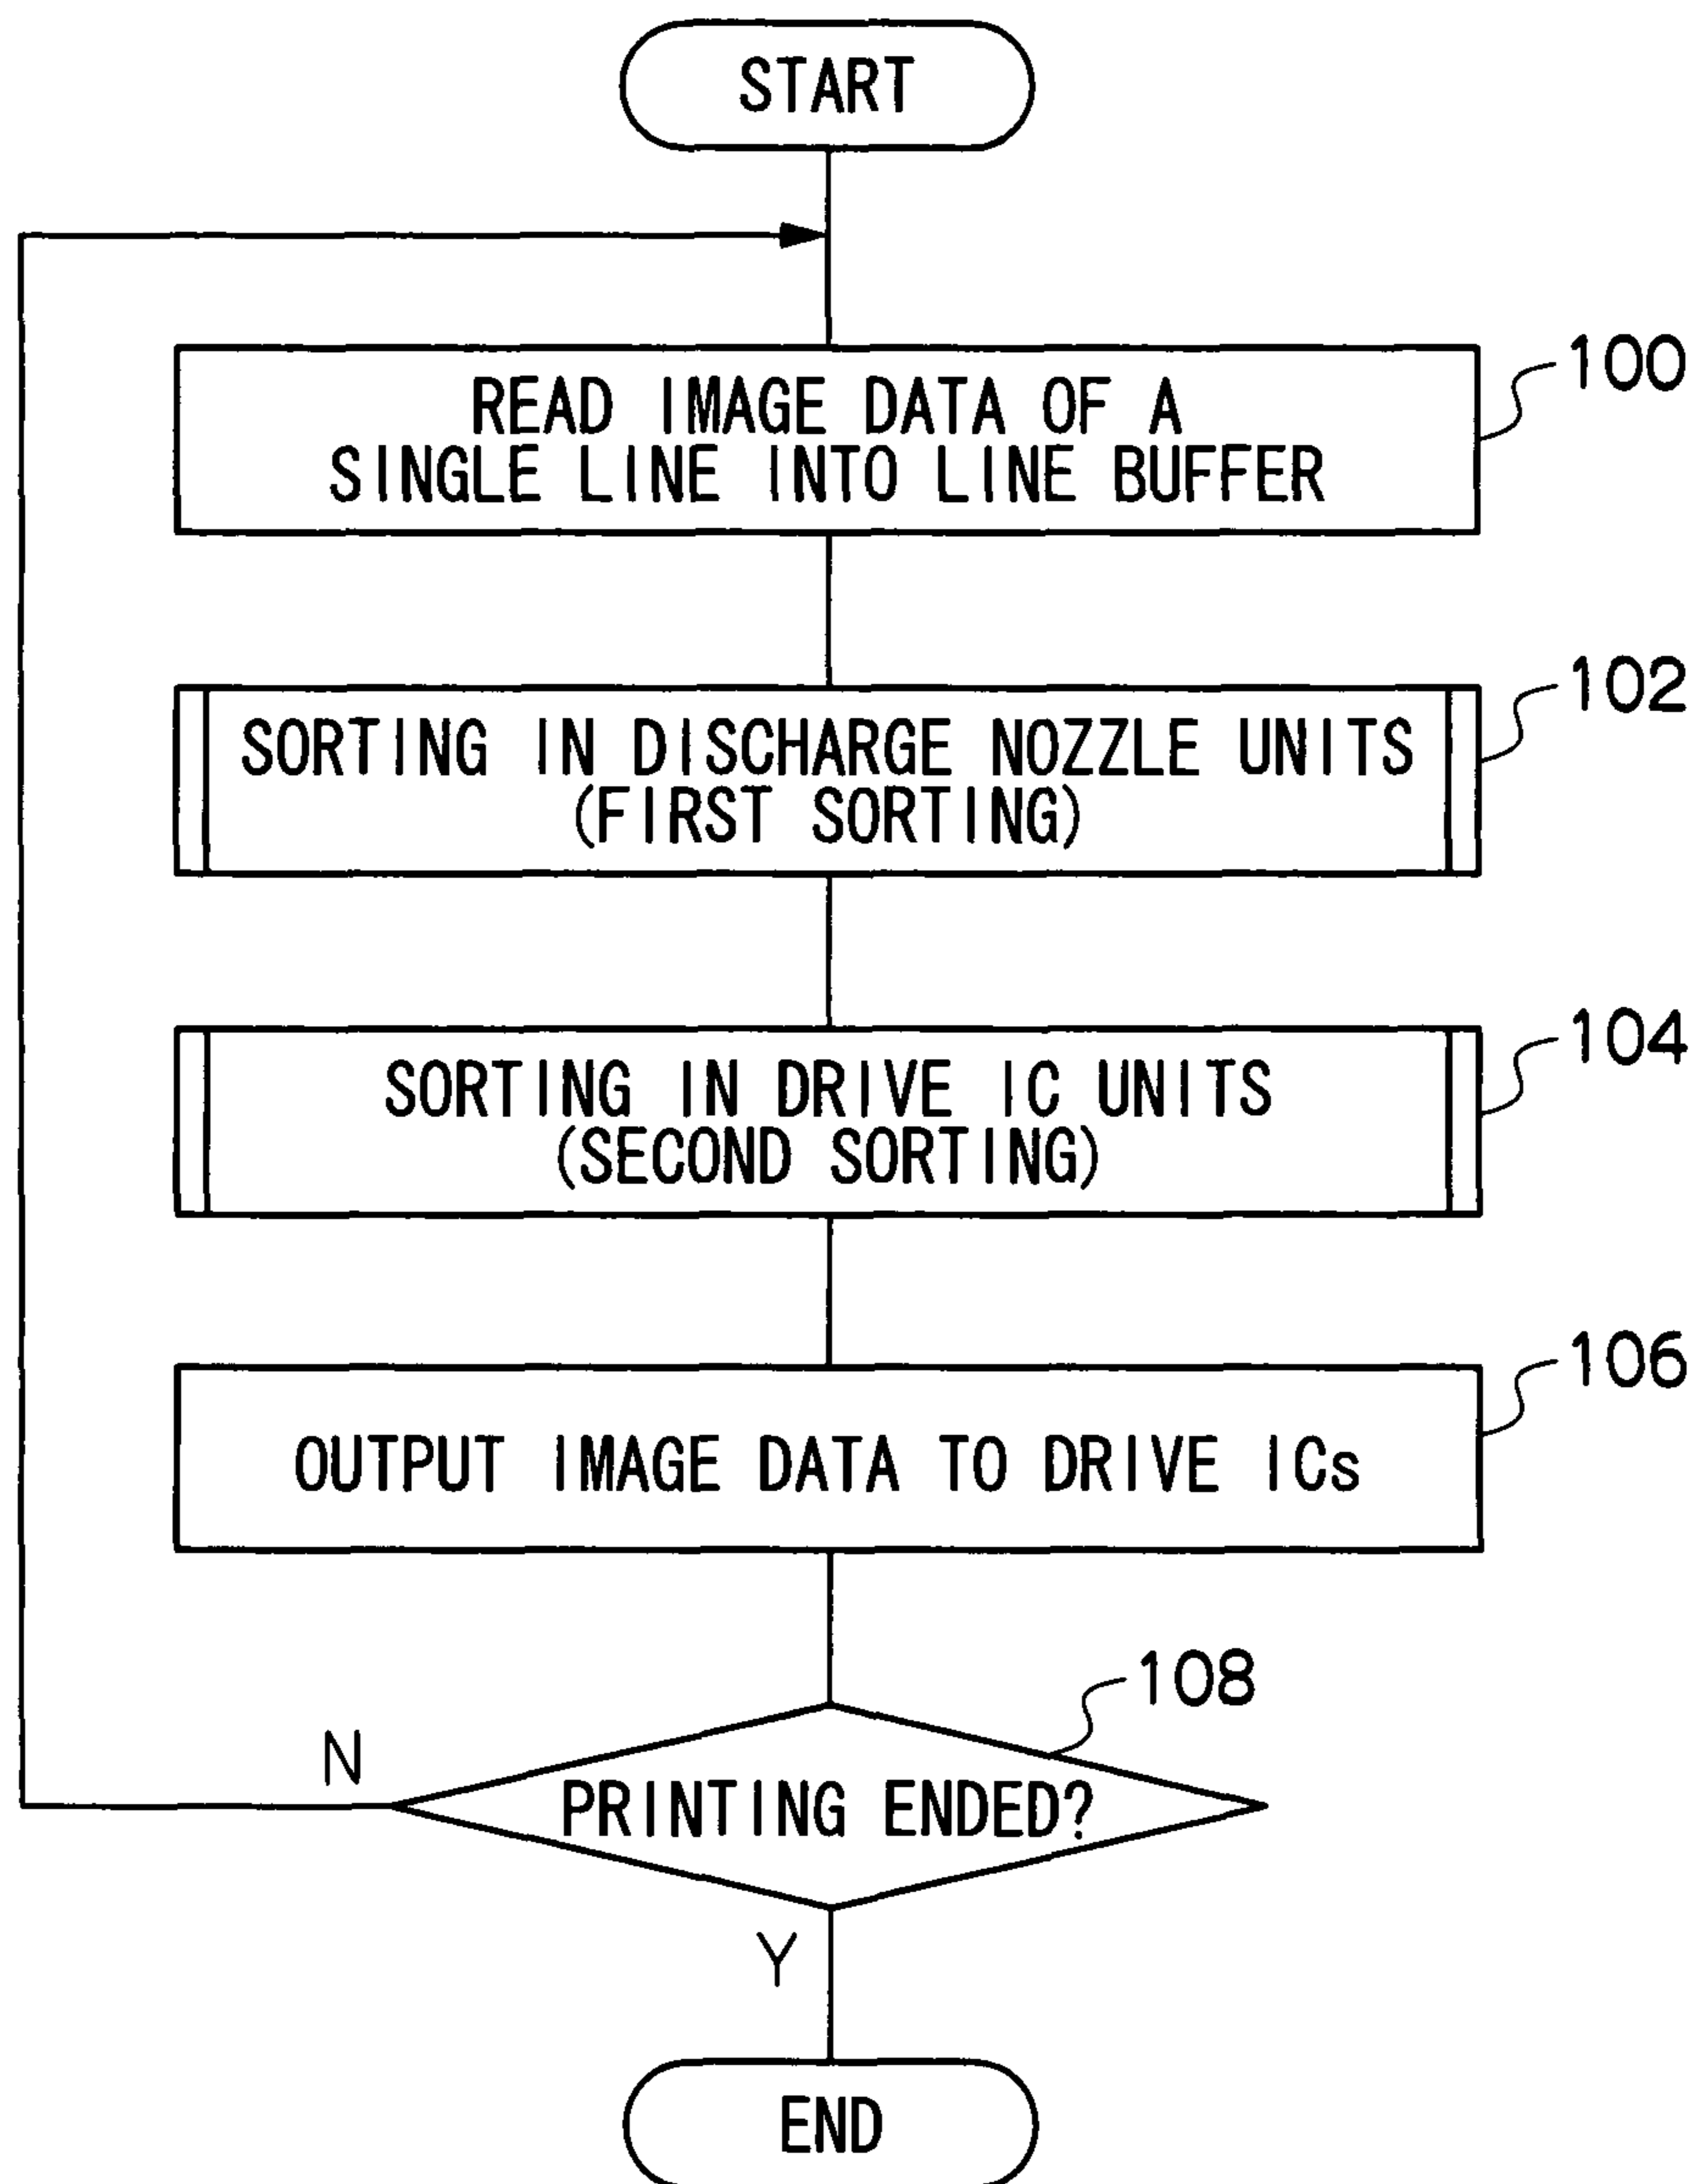 START
READ IMAGE DATA OF A
SINGLE LINE INTO LINE BUFFER
100
SORTING IN DISCHARGE NOZZLE UNITS
(FIRST SORTING)
102
SORTING IN DRIVE IC UNITS
(SECOND SORTING)
104
OUTPUT IMAGE DATA TO DRIVE ICs
106
108
N
PRINTING ENDED?
Y
END